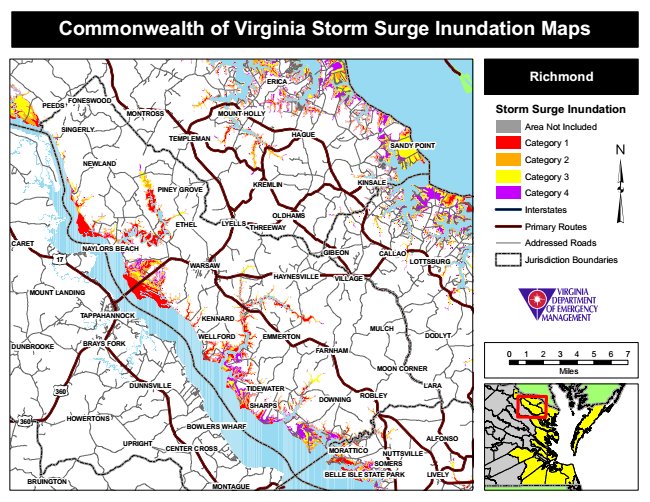 Commonwealth of Virginia Storm Surge Inundation Maps
Richmond
Storm Surge Inundation
Area Not Included
Category 1
Category 2
Category 3
Category 4
Interstates
Primary Routes
Addressed Roads
Jurisdiction Boundaries
N
VIRGINIA
DEPARTMENT
OF EMERGENCY
MANAGEMENT
0 1 2 3 4 5 6 7
Miles
ERICA
PEEDS
FONESWOOD
MONTROSS
MOUNT HOLLY
SINGERLY
TEMPLEMAN
HAGUE
SANDY POINT
NEWLAND
PINEY GROVE
KREMLIN
KINSALE
OLDHAMS
ETHEL
LYELLS
THREEWAY
CARET
NAYLORS BEACH
GIBEON
CALLAO
LOTTSBURG
17
WARSAW
HAYNESVILLE
VILLAGE
MOUNT LANDING
TAPPAHANNOCK
KENNARD
MULCH
DUNBROOKE
BRAYS FORK
WELLFORD
EMMERTON
DODLYT
FARNHAM
MOON CORNER
360
DUNNSVILLE
TIDEWATER
LARA
SHARPS
DOWNING
ROBLEY
360
HOWERTONS
BOWLERS WHARF
UPRIGHT
CENTER CROSS
MORATTICO
ALFONSO
NUTTSVILLE
SOMERS
BRUINGTON
BELLE ISLE STATE PARK
LIVELY
MONTAGUE